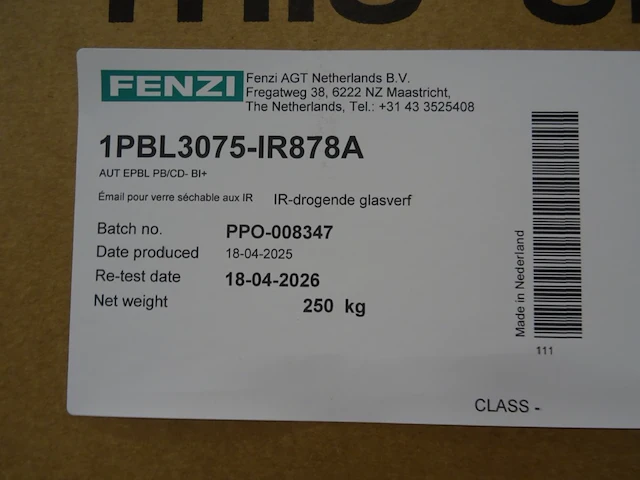 THIS
FENZI
Fenzi AGT Netherlands B.V.
Fregatweg 38, 6222 NZ Maastricht,
The Netherlands, Tel.: +31 43 3525408
1PBL3075-IR878A
AUT EPBL PB/CD- BI+
Émail pour verre séchable aux IR IR-drogende glasverf
Batch no. PPO-008347
Date produced 18-04-2025
Re-test date 18-04-2026
Net weight 250 kg
Made in Nederland
111
CLASS -